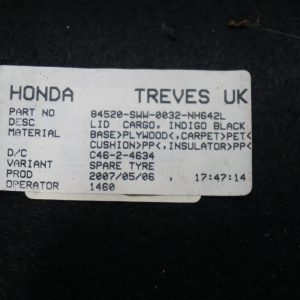 HONDA TREVES UK
PART NO 84520-SWW-0032-NH642L
DESC LID CARGO, INDIGO BLACK
MATERIAL BASE>PLYWOOD<,CARPET>PET<
CUSHION>PP<,INSULATOR>PP<
D/C C46-2-4634
VARIANT SPARE TYRE
PROD 2007/05/06 , 17:47:14
OPERATOR 1460